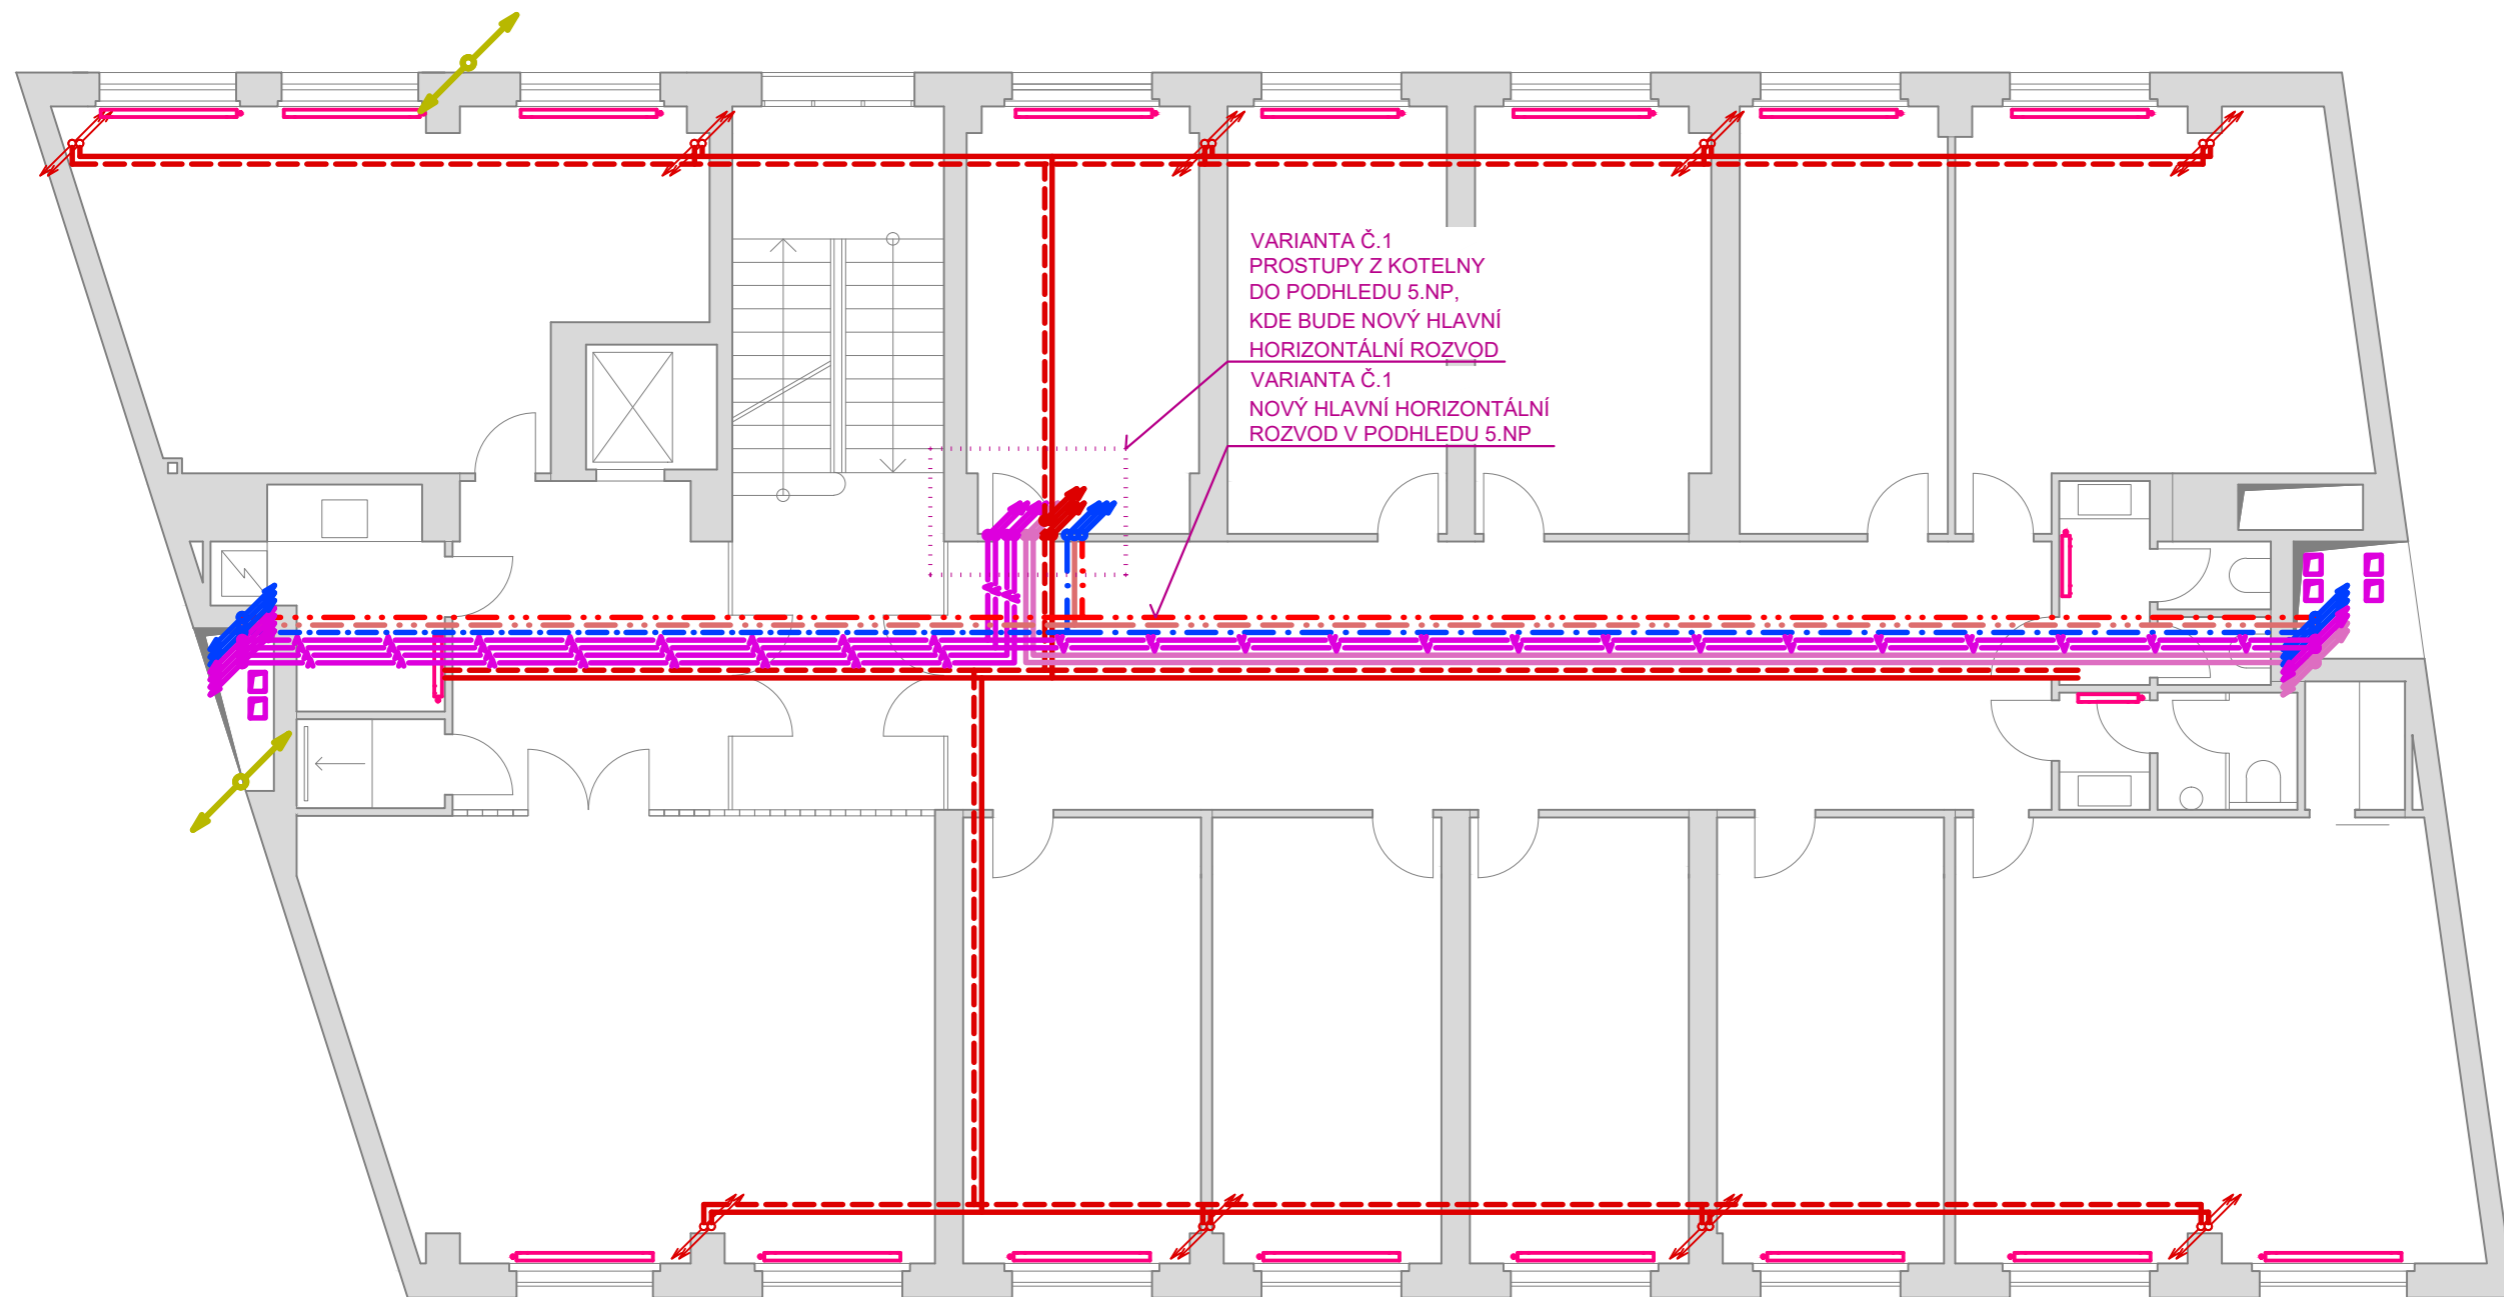 VARIANTA Č.1
PROSTUPY Z KOTELNY
DO PODHLEDU 5.NP,
KDE BUDE NOVÝ HLAVNÍ
HORIZONTÁLNÍ ROZVOD
VARIANTA Č.1
NOVÝ HLAVNÍ HORIZONTÁLNÍ
ROZVOD V PODHLEDU 5.NP